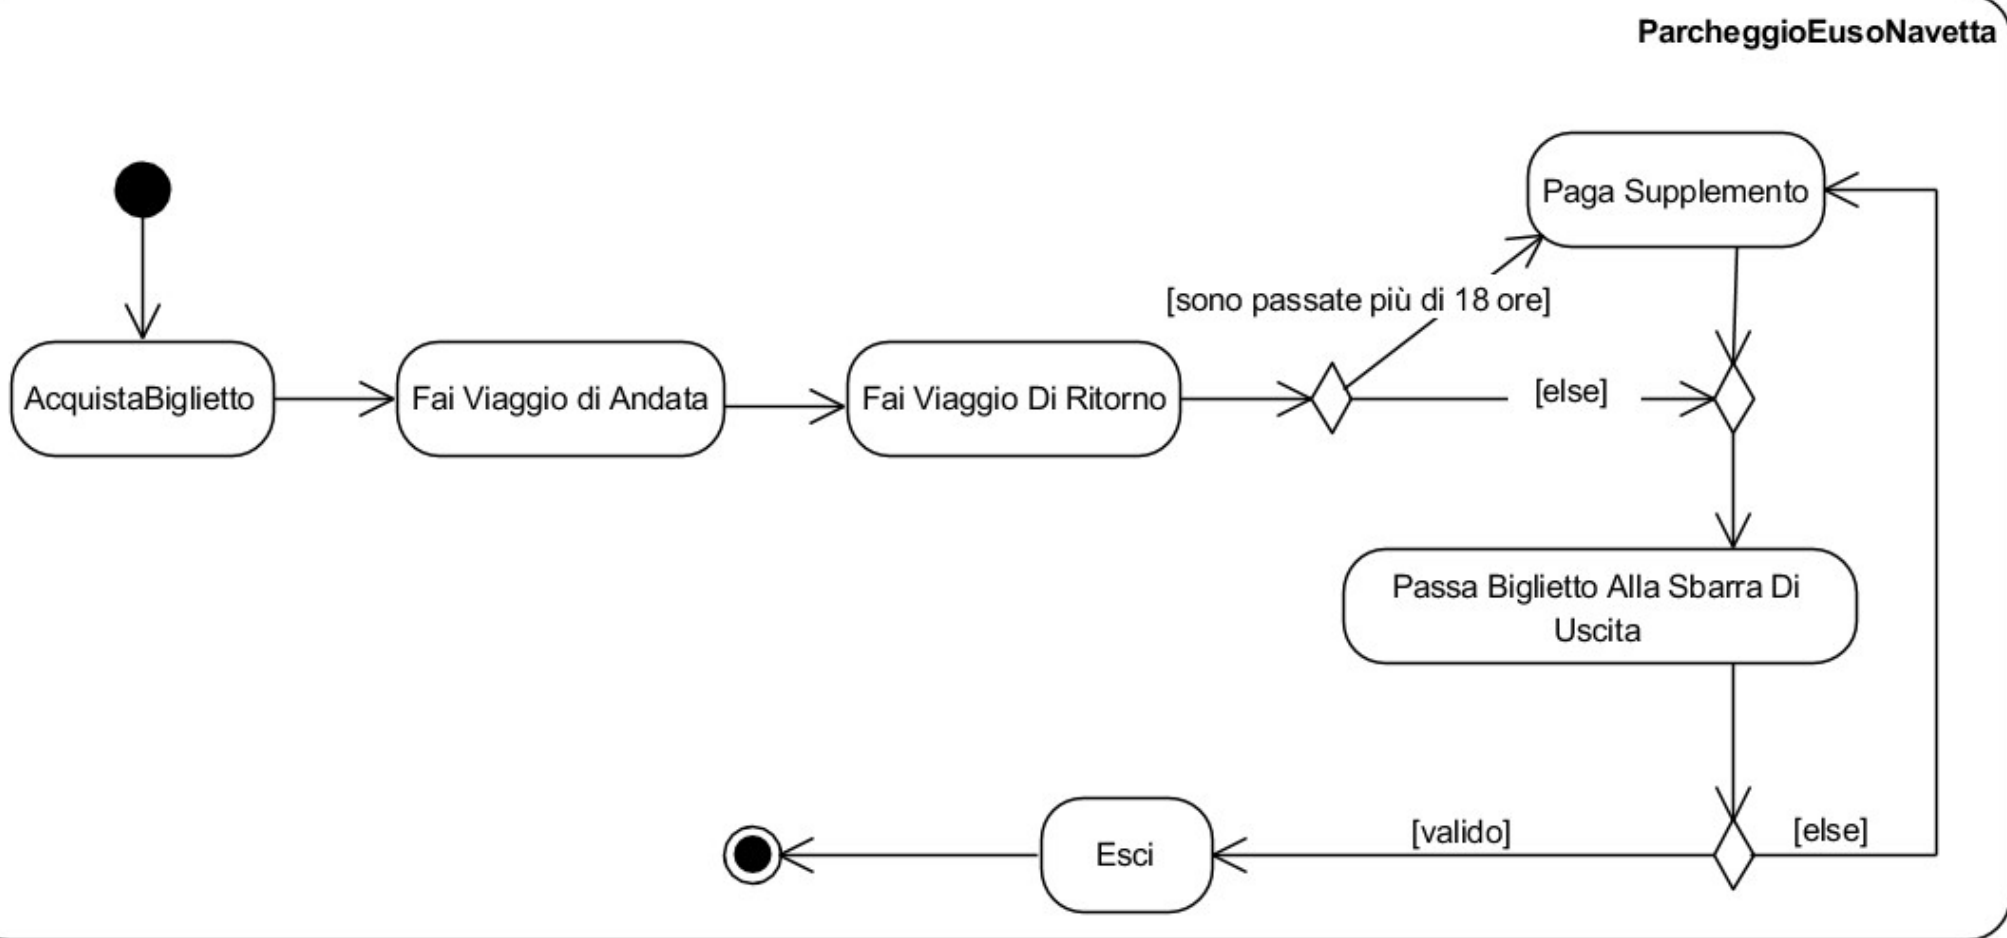 ParcheggioEusoNavetta
Paga Supplemento
[sono passate più di 18 ore]
AcquistaBiglietto
Fai Viaggio di Andata
Fai Viaggio Di Ritorno
[else]
Passa Biglietto Alla Sbarra Di
Uscita
[valido]
[else]
Esci